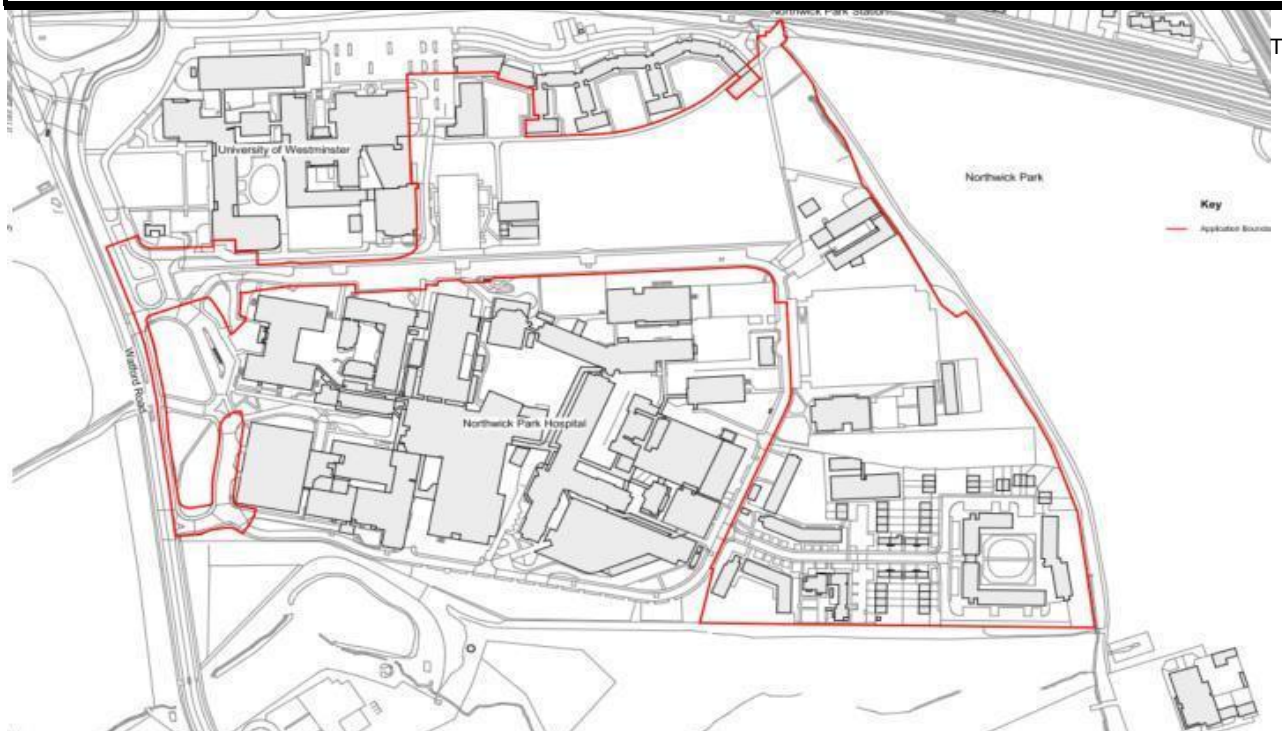 Northwick Park Station
T
University of Westminster
Northwick Park
Key
Application Bounda
Watford Road
Northwick Park Hospital